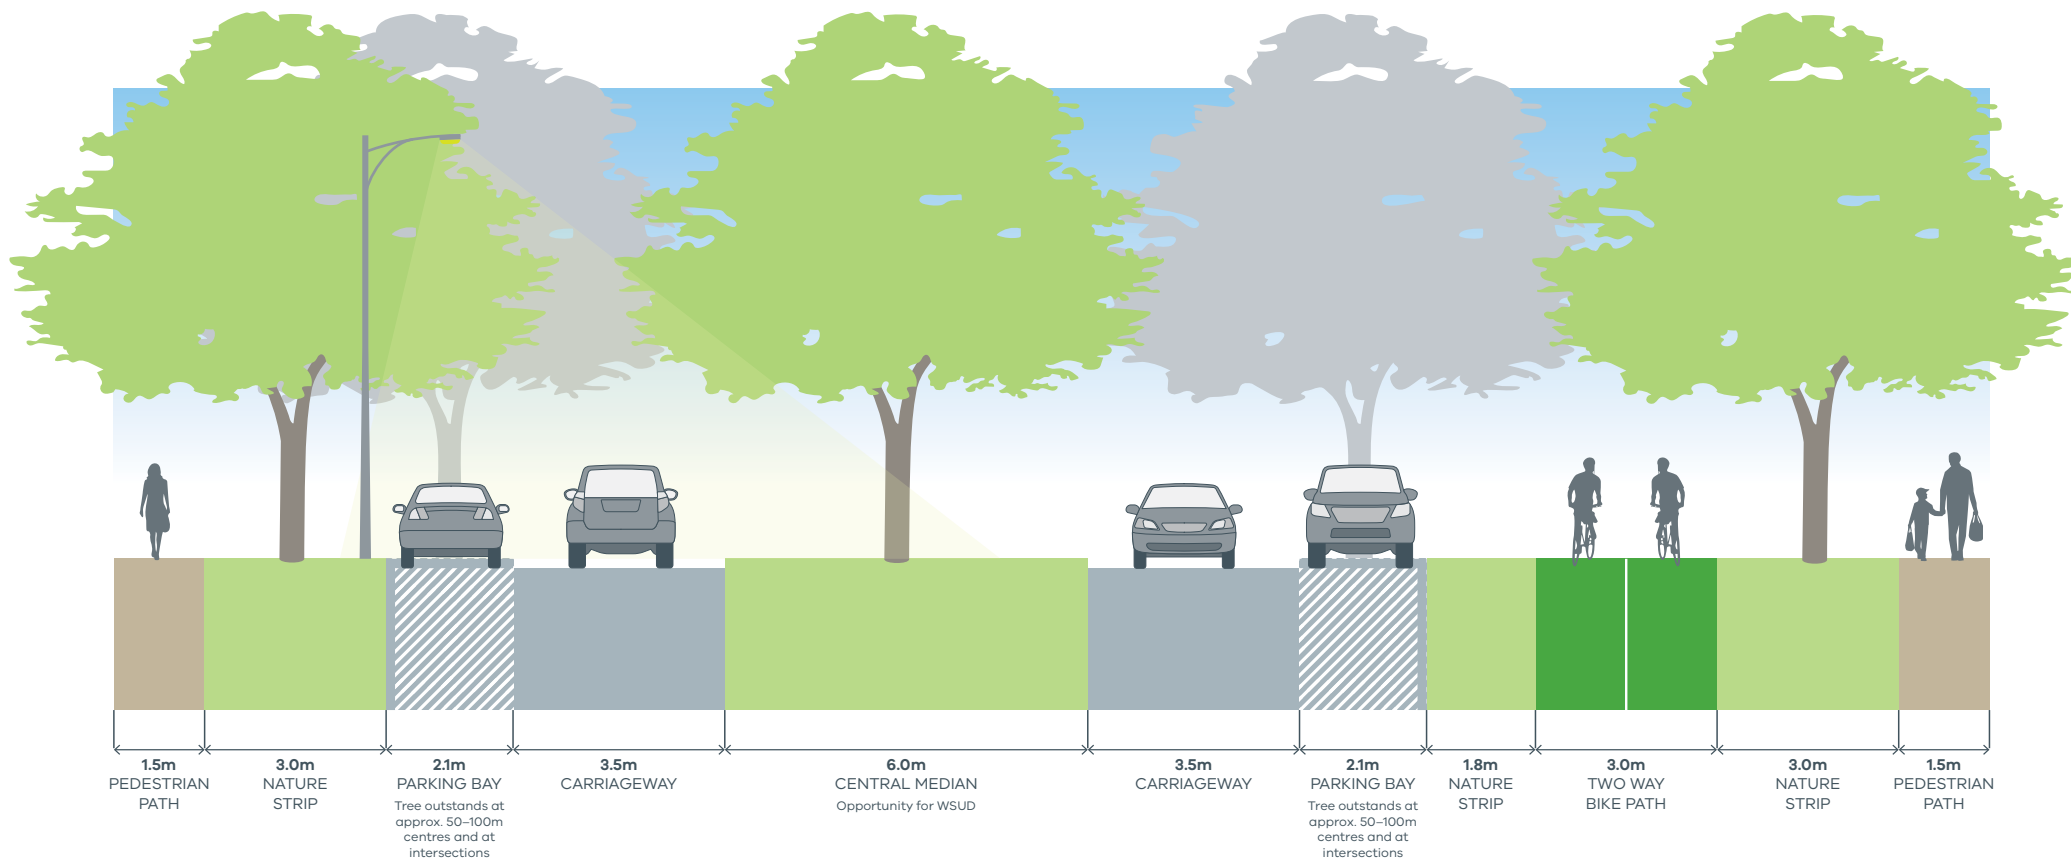 1.5m
PEDESTRIAN
PATH
3.0m
NATURE
STRIP
2.1m
PARKING BAY
Tree outstands at
approx. 50–100m
centres and at
intersections
3.5m
CARRIAGEWAY
6.0m
CENTRAL MEDIAN
Opportunity for WSUD
3.5m
CARRIAGEWAY
2.1m
PARKING BAY
Tree outstands at
approx. 50–100m
centres and at
intersections
1.8m
NATURE
STRIP
3.0m
TWO WAY
BIKE PATH
3.0m
NATURE
STRIP
1.5m
PEDESTRIAN
PATH